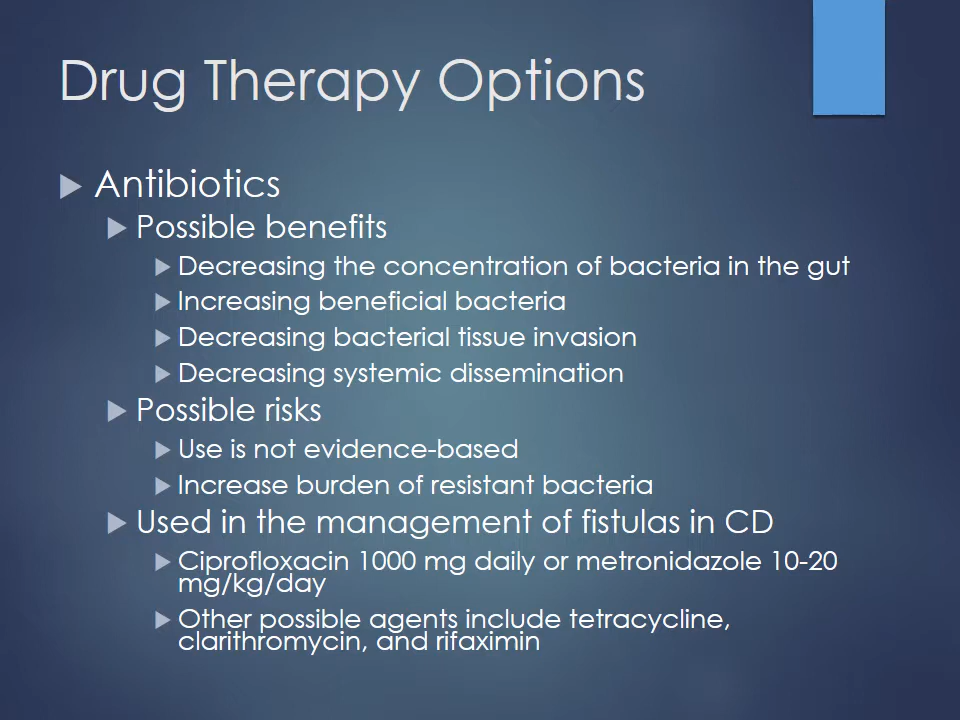 Drug Therapy Options
Antibiotics
Possible benefits
Decreasing the concentration of bacteria in the gut
Increasing beneficial bacteria
Decreasing bacterial tissue invasion
Decreasing systemic dissemination
Possible risks
Use is not evidence-based
Increase burden of resistant bacteria
Used in the management of fistulas in CD
Ciprofloxacin 1000 mg daily or metronidazole 10-20
mg/kg/day
Other possible agents include tetracycline,
clarithromycin, and rifaximin